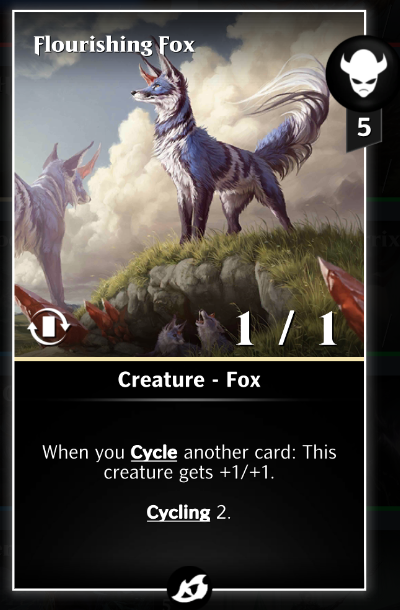 Flourishing Fox
5
1 / 1
Creature - Fox
When you Cycle another card: This
creature gets +1/+1.
Cycling 2.